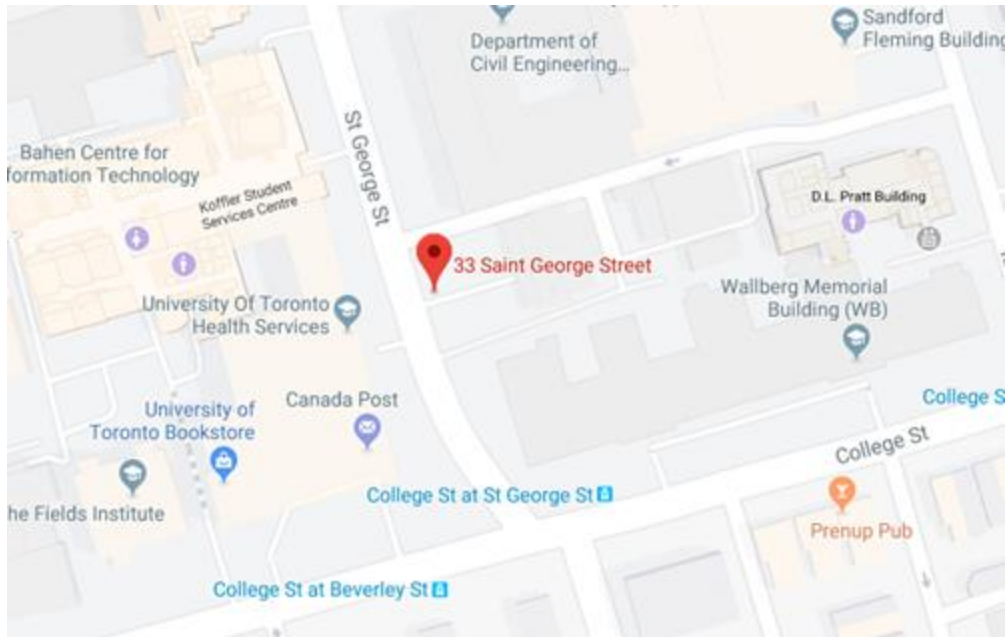 Sandford
Fleming Building
Department of
Civil Engineering...
St George St
Bahen Centre for
formation Technology
Koffler Student
Services Centre
D.L. Pratt Building
33 Saint George Street
Wallberg Memorial
Building (WB)
University Of Toronto
Health Services
Canada Post
College S
University of
Toronto Bookstore
College St
College St at St George St
he Fields Institute
Prenup Pub
College St at Beverley St